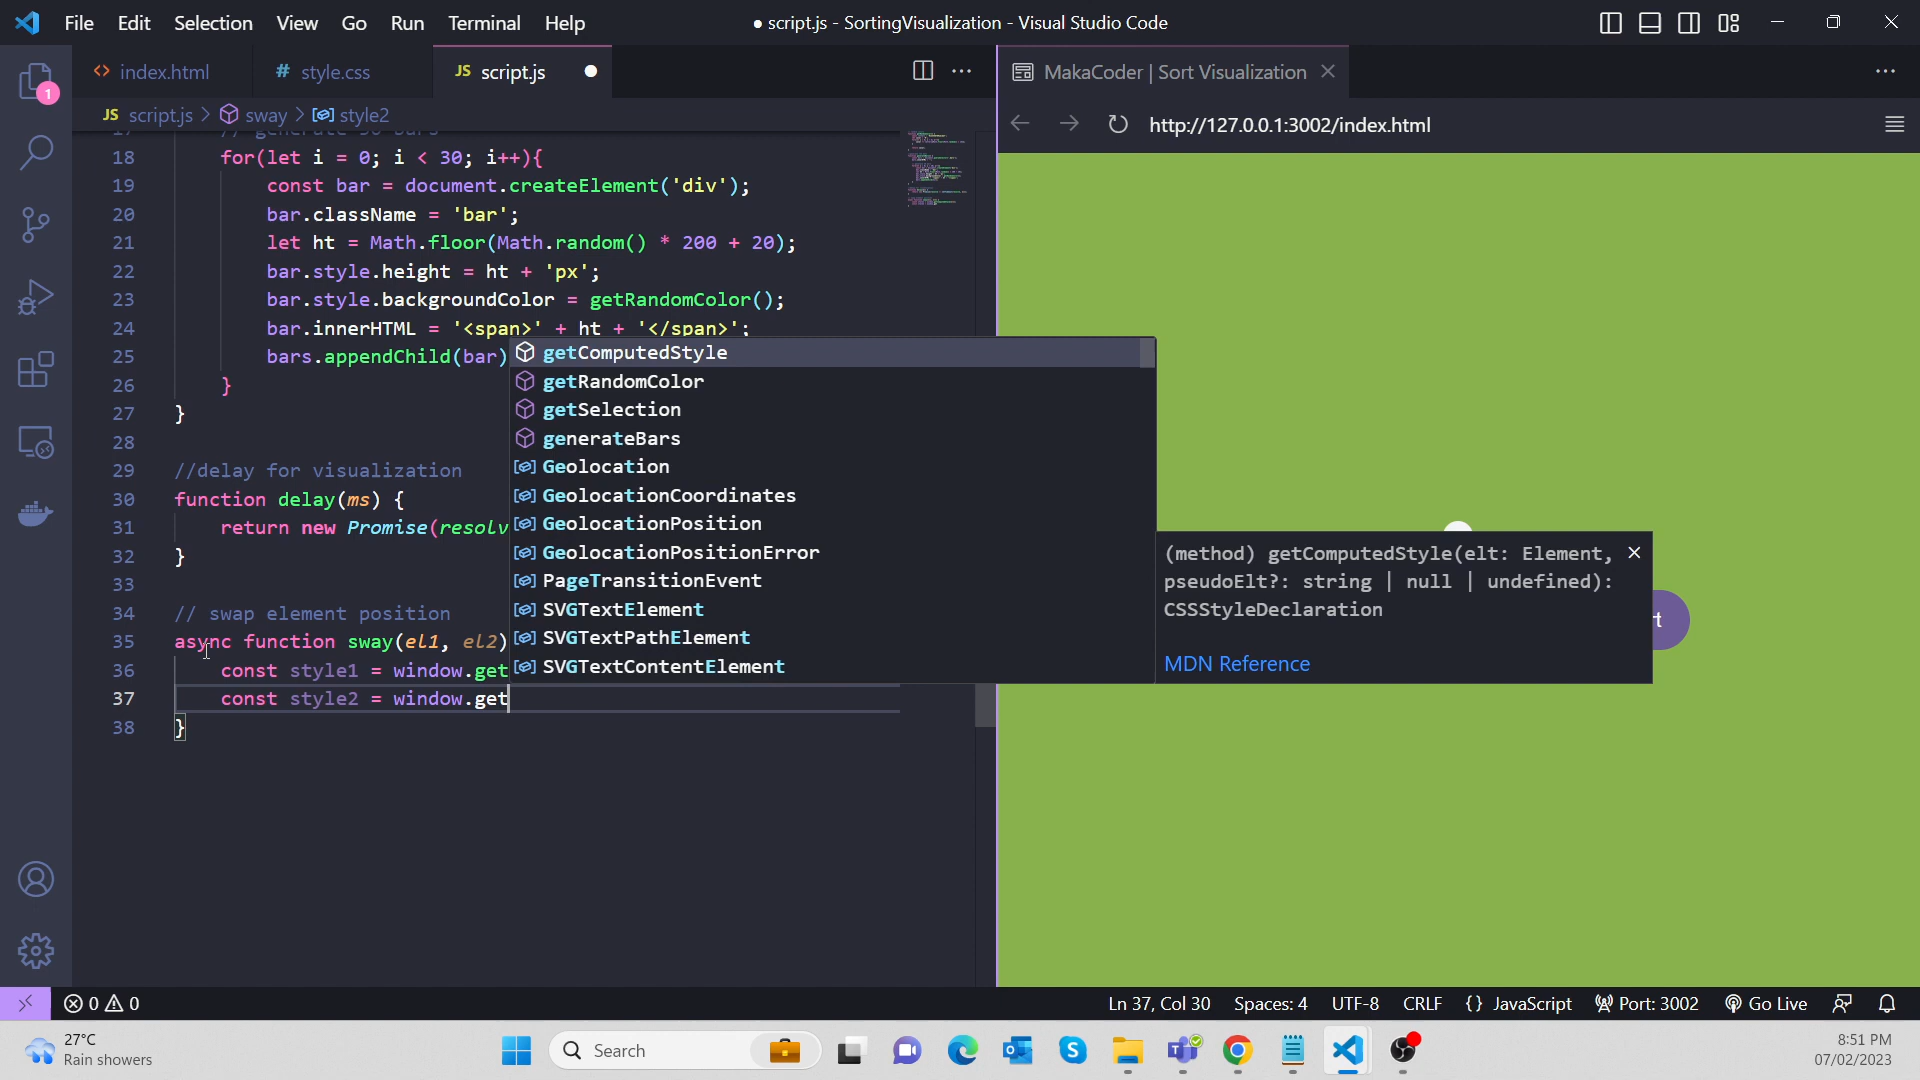 File Edit Selection View Go Run Terminal Help
● script.js - SortingVisualization - Visual Studio Code
index.html
# style.css
JS script.js
MakaCoder | Sort Visualization
JS script.js > sway > style2
http://127.0.0.1:3002/index.html
18 for(let i = 0; i < 30; i++){
19 const bar = document.createElement('div');
20 bar.className = 'bar';
21 let ht = Math.floor(Math.random() * 200 + 20);
22 bar.style.height = ht + 'px';
23 bar.style.backgroundColor = getRandomColor();
24 bar.innerHTML = '<span>' + ht + '</span>';
25 bars.appendChild(bar)
26 }
27 }
28
29 //delay for visualization
30 function delay(ms) {
31 return new Promise(resolv
32 }
33
34 // swap element position
35 async function sway(el1, el2)
36 const style1 = window.get
37 const style2 = window.get
38 }
getComputedStyle
getRandomColor
getSelection
generateBars
Geolocation
GeolocationCoordinates
GeolocationPosition
GeolocationPositionError
PageTransitionEvent
SVGTextElement
SVGTextPathElement
SVGTextContentElement
(method) getComputedStyle(elt: Element,
pseudoElt?: string | null | undefined):
CSSStyleDeclaration
MDN Reference
t
1
0 0
Ln 37, Col 30 Spaces: 4 UTF-8 CRLF {} JavaScript Port: 3002 Go Live
27°C
Rain showers
Search
8:51 PM
07/02/2023